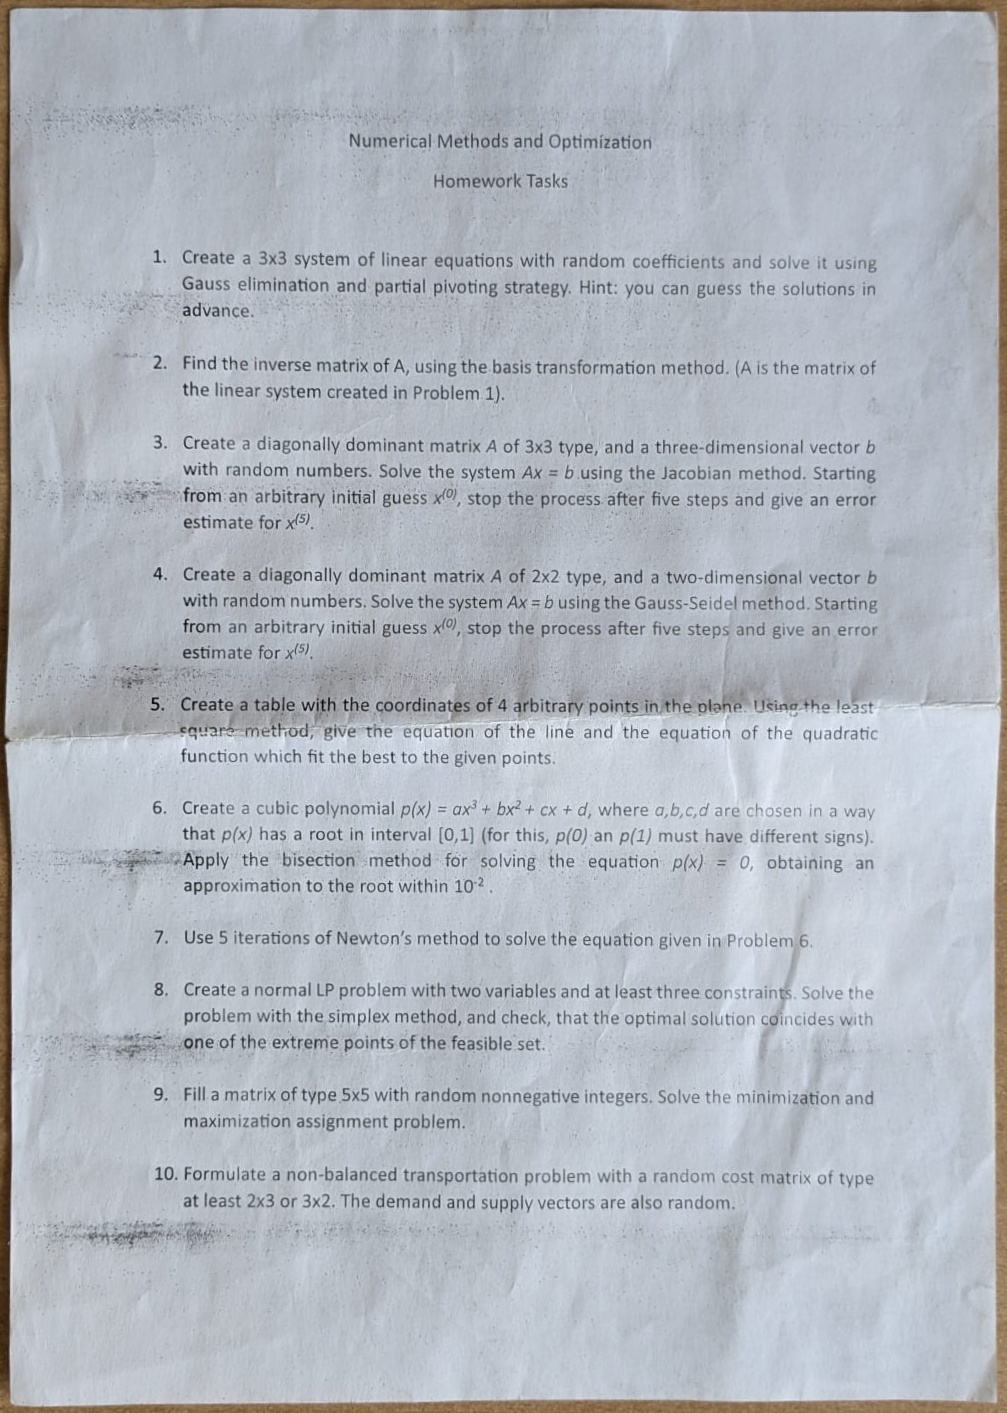 Numerical Methods and Optimization
Homework Tasks
1. Create a 3x3 system of linear equations with random coefficients and solve it using
Gauss elimination and partial pivoting strategy. Hint: you can guess the solutions in
advance.
2. Find the inverse matrix of A, using the basis transformation method. (A is the matrix of
the linear system created in Problem 1).
3. Create a diagonally dominant matrix A of 3x3 type, and a three-dimensional vector b
with random numbers. Solve the system Ax = b using the Jacobian method. Starting
from an arbitrary initial guess x⁽⁰⁾, stop the process after five steps and give an error
estimate for x⁽⁵⁾.
4. Create a diagonally dominant matrix A of 2x2 type, and a two-dimensional vector b
with random numbers. Solve the system Ax = b using the Gauss-Seidel method. Starting
from an arbitrary initial guess x⁽⁰⁾, stop the process after five steps and give an error
estimate for x⁽⁵⁾.
5. Create a table with the coordinates of 4 arbitrary points in the plane. Using the least
square method, give the equation of the line and the equation of the quadratic
function which fit the best to the given points.
6. Create a cubic polynomial p(x) = ax³ + bx² + cx + d, where a,b,c,d are chosen in a way
that p(x) has a root in interval [0,1] (for this, p(0) an p(1) must have different signs).
Apply the bisection method for solving the equation p(x) = 0, obtaining an
approximation to the root within 10⁻² .
7. Use 5 iterations of Newton's method to solve the equation given in Problem 6.
8. Create a normal LP problem with two variables and at least three constraints. Solve the
problem with the simplex method, and check, that the optimal solution coincides with
one of the extreme points of the feasible set.
9. Fill a matrix of type 5x5 with random nonnegative integers. Solve the minimization and
maximization assignment problem.
10. Formulate a non-balanced transportation problem with a random cost matrix of type
at least 2x3 or 3x2. The demand and supply vectors are also random.